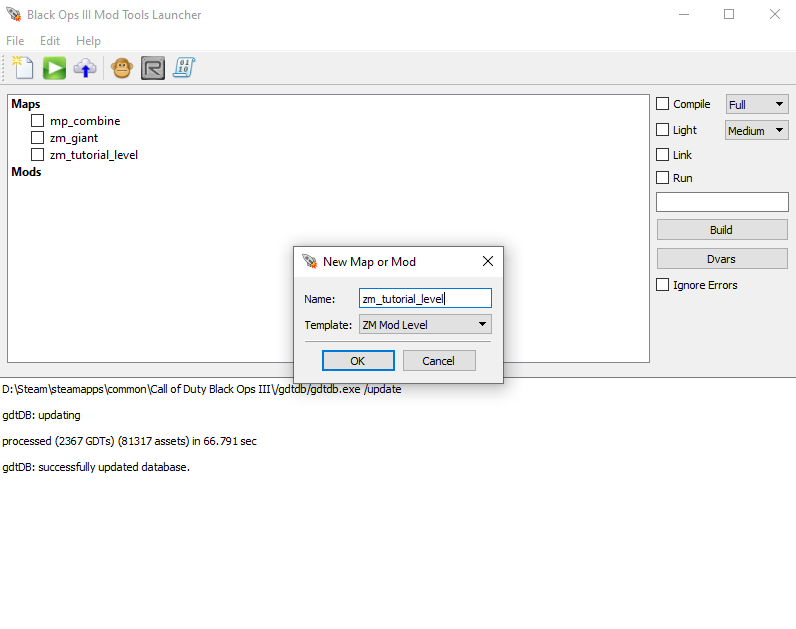 Black Ops III Mod Tools Launcher
File Edit Help
Maps
mp_combine
zm_giant
zm_tutorial_level
Mods
Compile Full
Light Medium
Link
Run
Build
Dvars
Ignore Errors
New Map or Mod
Name: zm_tutorial_level
Template: ZM Mod Level
OK Cancel
D:\Steam\steamapps\common\Call of Duty Black Ops III\/gdtdb/gdtdb.exe /update
gdtDB: updating
processed (2367 GDTs) (81317 assets) in 66.791 sec
gdtDB: successfully updated database.